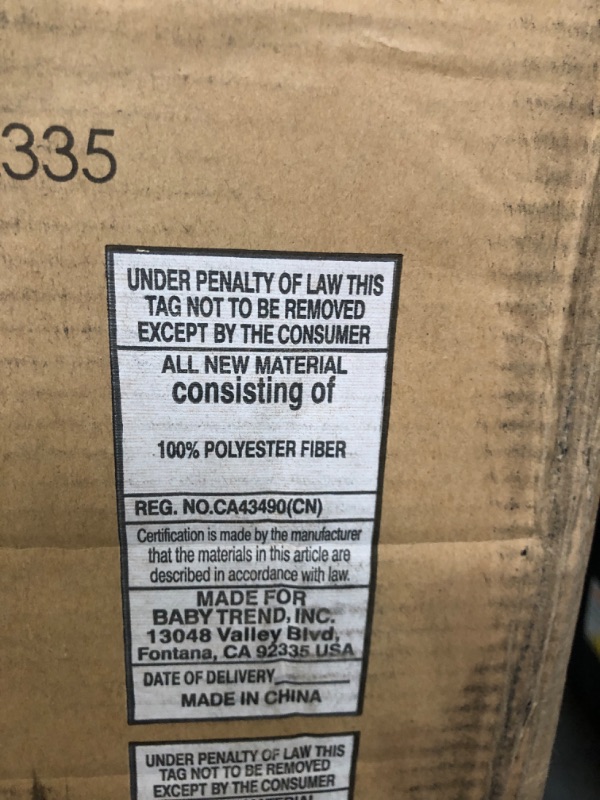 335
UNDER PENALTY OF LAW THIS
TAG NOT TO BE REMOVED
EXCEPT BY THE CONSUMER
ALL NEW MATERIAL
consisting of
100% POLYESTER FIBER
REG. NO.CA43490(CN)
Certification is made by the manufacturer
that the materials in this article are
described in accordance with law.
MADE FOR
BABY TREND, INC.
13048 Valley Blvd,
Fontana, CA 92335 USA
DATE OF DELIVERY
MADE IN CHINA
UNDER PENALTY OF LAW THIS
TAG NOT TO BE REMOVED
EXCEPT BY THE CONSUMER